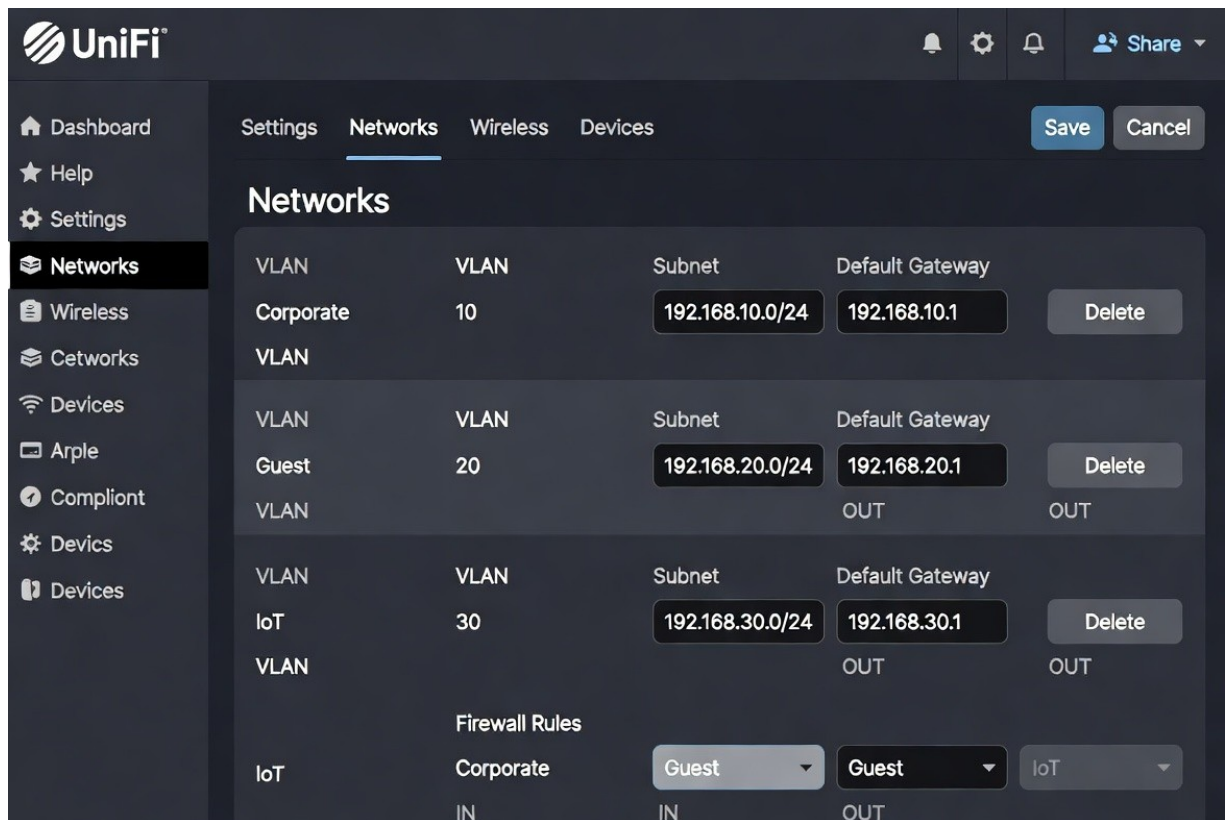 UniFi
Share
Dashboard
Help
Settings
Networks
Wireless
Cetworks
Devices
Arple
Compliont
Devics
Devices
Settings Networks Wireless Devices
Save Cancel
Networks
VLAN VLAN Subnet Default Gateway
Corporate 10 192.168.10.0/24 192.168.10.1 Delete
VLAN
VLAN VLAN Subnet Default Gateway
Guest 20 192.168.20.0/24 192.168.20.1 Delete
VLAN OUT OUT
VLAN VLAN Subnet Default Gateway
IoT 30 192.168.30.0/24 192.168.30.1 Delete
VLAN OUT OUT
Firewall Rules
IoT Corporate Guest Guest IoT
IN IN OUT